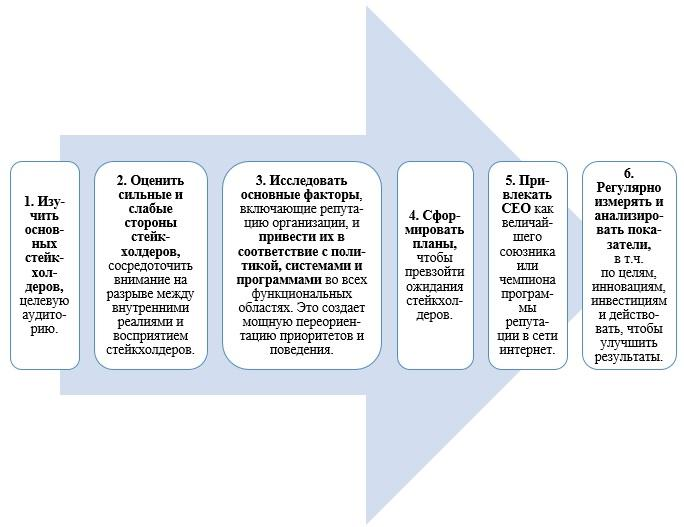 1. Изу-
чить
основ-
ных
стейк-
хол-
деров,
целевую
аудито-
рию.
2. Оценить
сильные и
слабые
стороны
стейк-
холдеров,
сосредоточить
внимание на
разрыве между
внутренними
реалиями и
восприятием
стейкхолдеров.
3. Исследовать
основные факторы,
включающие репута-
цию организации, и
привести их в
соответствие с поли-
тикой, системами и
программами во всех
функциональных
областях. Это создает
мощную переориен-
тацию приоритетов и
поведения.
4. Сфор-
мировать
планы,
чтобы
превзойти
ожидания
стейкхол-
деров.
5. При-
влекать
CEO как
величай-
шего
союзника
или
чемпиона
програм-
мы
репута-
ции в сети
интернет.
6.
Регулярно
измерять и
анализиро-
вать пока-
затели,
в т.ч.
по целям,
инновациям,
инвестициям
и действо-
вать, чтобы
улучшить
результаты.